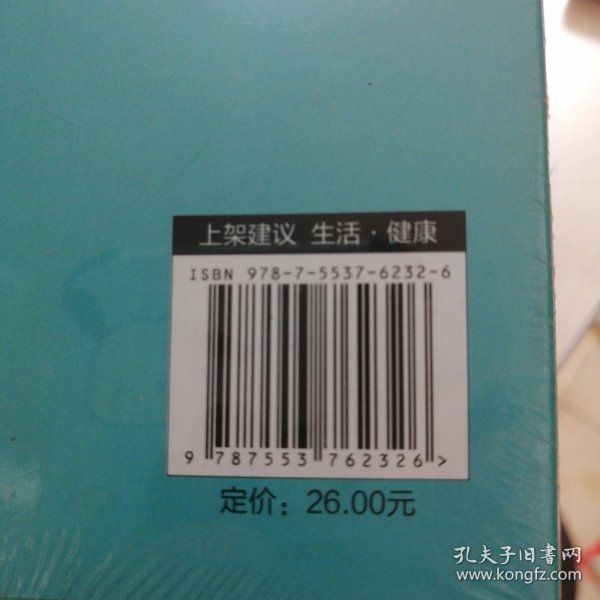 上架建议 生活·健康
ISBN 978-7-5537-6232-6
9 787553 762326 >
定价：26.00元
孔夫子旧书网
www.kongfz.com